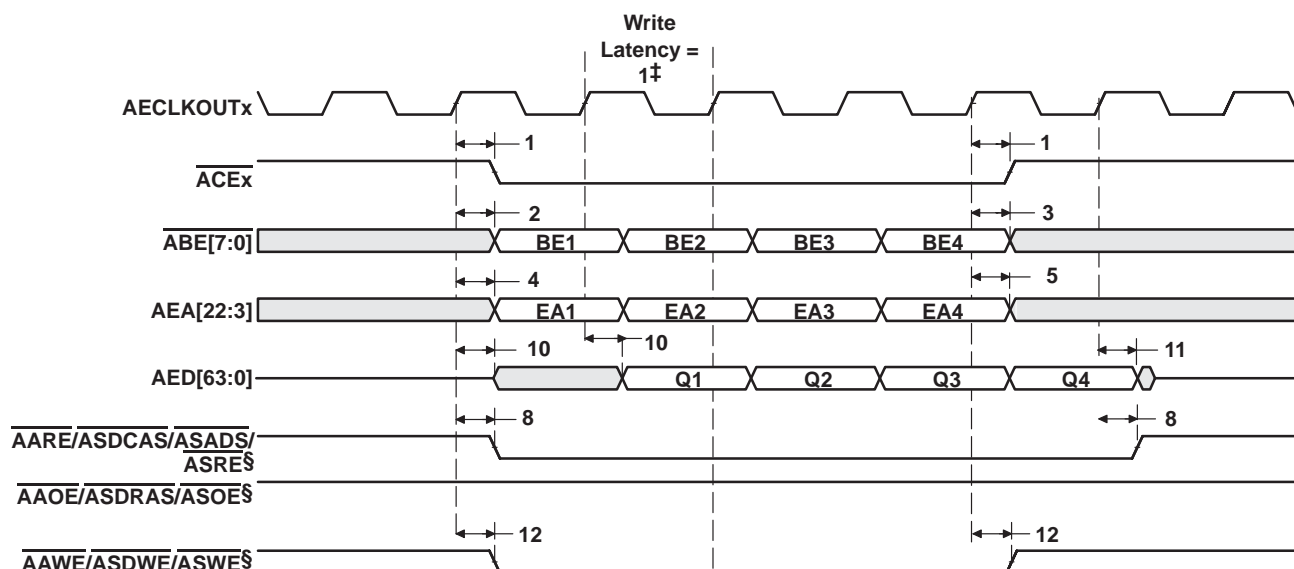 Write
Latency =
1‡
AECLKOUTx
1 1
ACEx
2 3
ABE[7:0]
BE1 BE2 BE3 BE4
4 5
AEA[22:3]
EA1 EA2 EA3 EA4
10 10 11
AED[63:0]
Q1 Q2 Q3 Q4
8 8
AARE/ASDCAS/ASADS/
ASRE§
AAOE/ASDRAS/ASOE§
12 12
AAWE/ASDWE/ASWE§